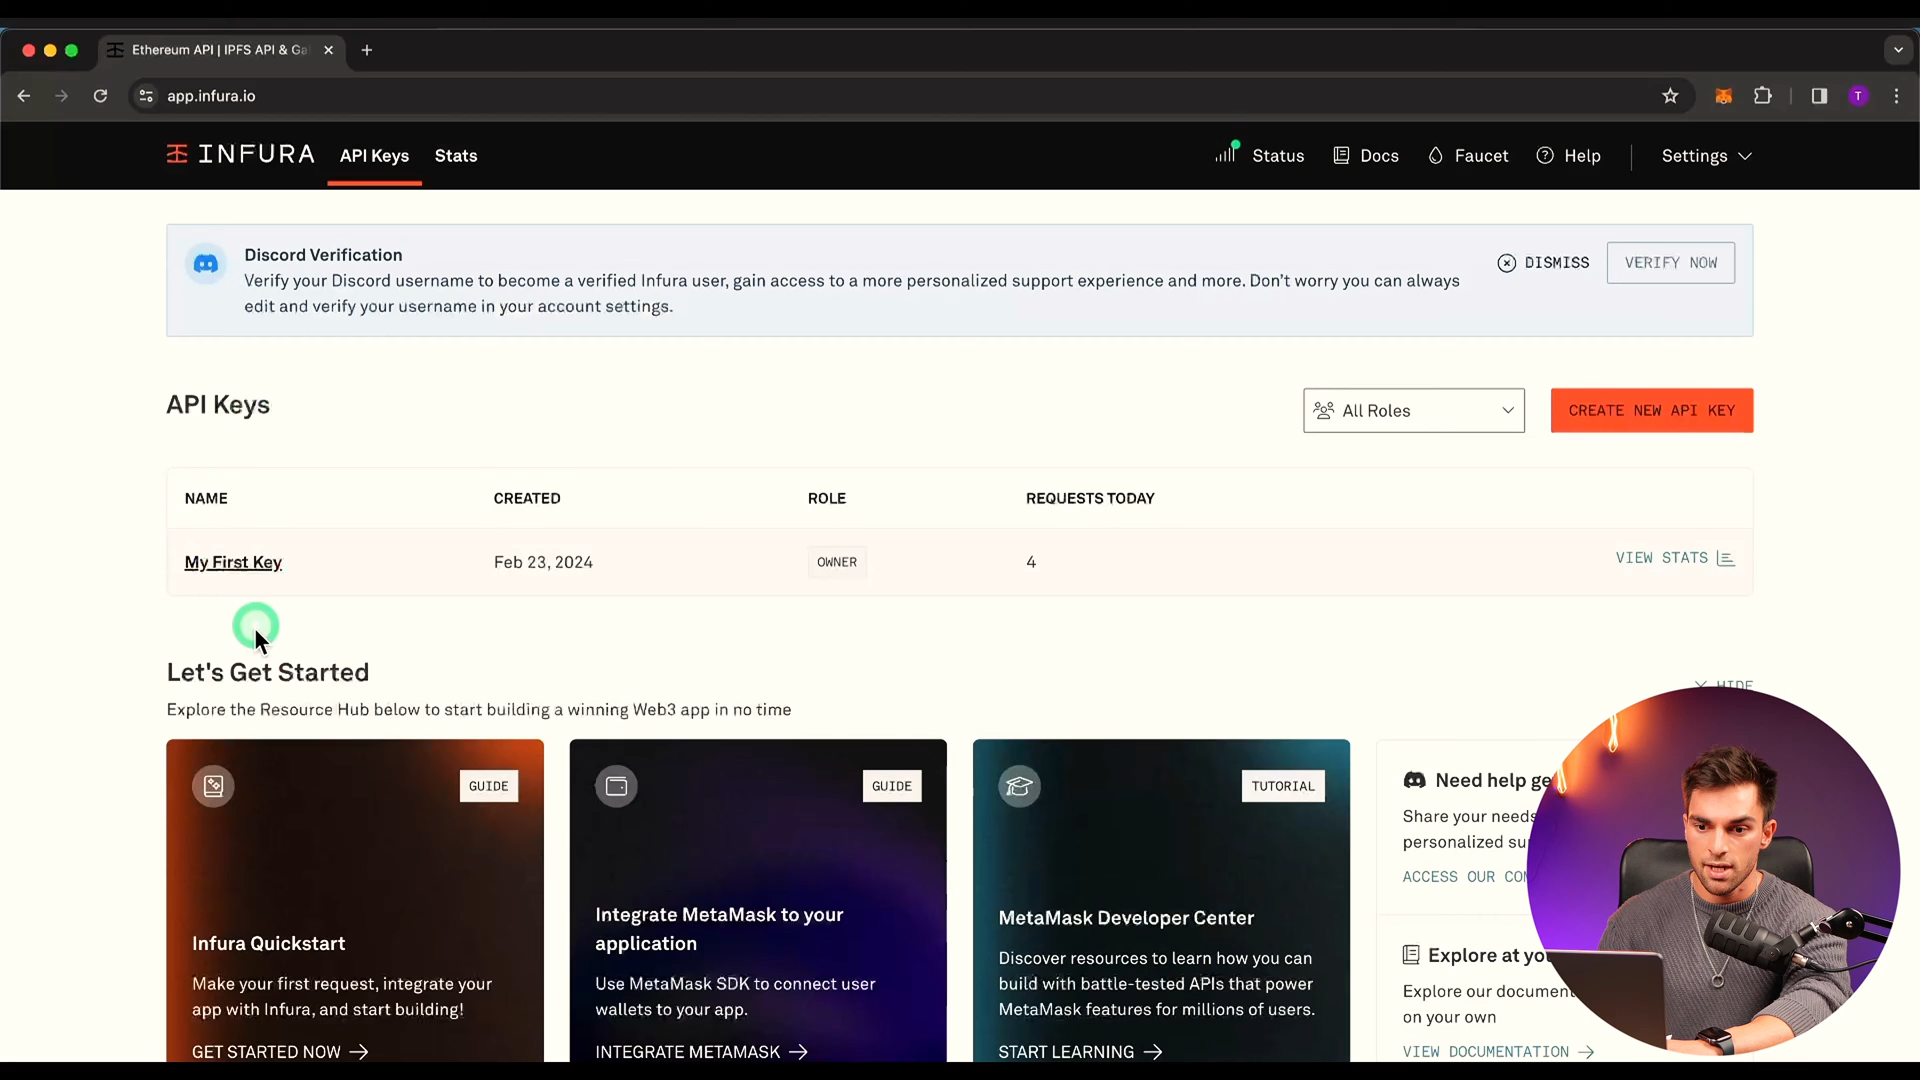 Ethereum API | IPFS API & Ga
app.infura.io
T
INFURA
API Keys
Stats
Status
Docs
Faucet
Help
Settings
Discord Verification
Verify your Discord username to become a verified Infura user, gain access to a more personalized support experience and more. Don't worry you can always
edit and verify your username in your account settings.
DISMISS
VERIFY NOW
API Keys
All Roles
CREATE NEW API KEY
NAME
CREATED
ROLE
REQUESTS TODAY
My First Key
Feb 23, 2024
OWNER
4
VIEW STATS
Let's Get Started
HIDE
Explore the Resource Hub below to start building a winning Web3 app in no time
GUIDE
Infura Quickstart
Make your first request, integrate your
app with Infura, and start building!
GET STARTED NOW
GUIDE
Integrate MetaMask to your
application
Use MetaMask SDK to connect user
wallets to your app.
INTEGRATE METAMASK
TUTORIAL
MetaMask Developer Center
Discover resources to learn how you can
build with battle-tested APIs that power
MetaMask features for millions of users.
START LEARNING
Need help ge
Share your needs
personalized su
ACCESS OUR COM
Explore at you
Explore our document
on your own
VIEW DOCUMENTATION